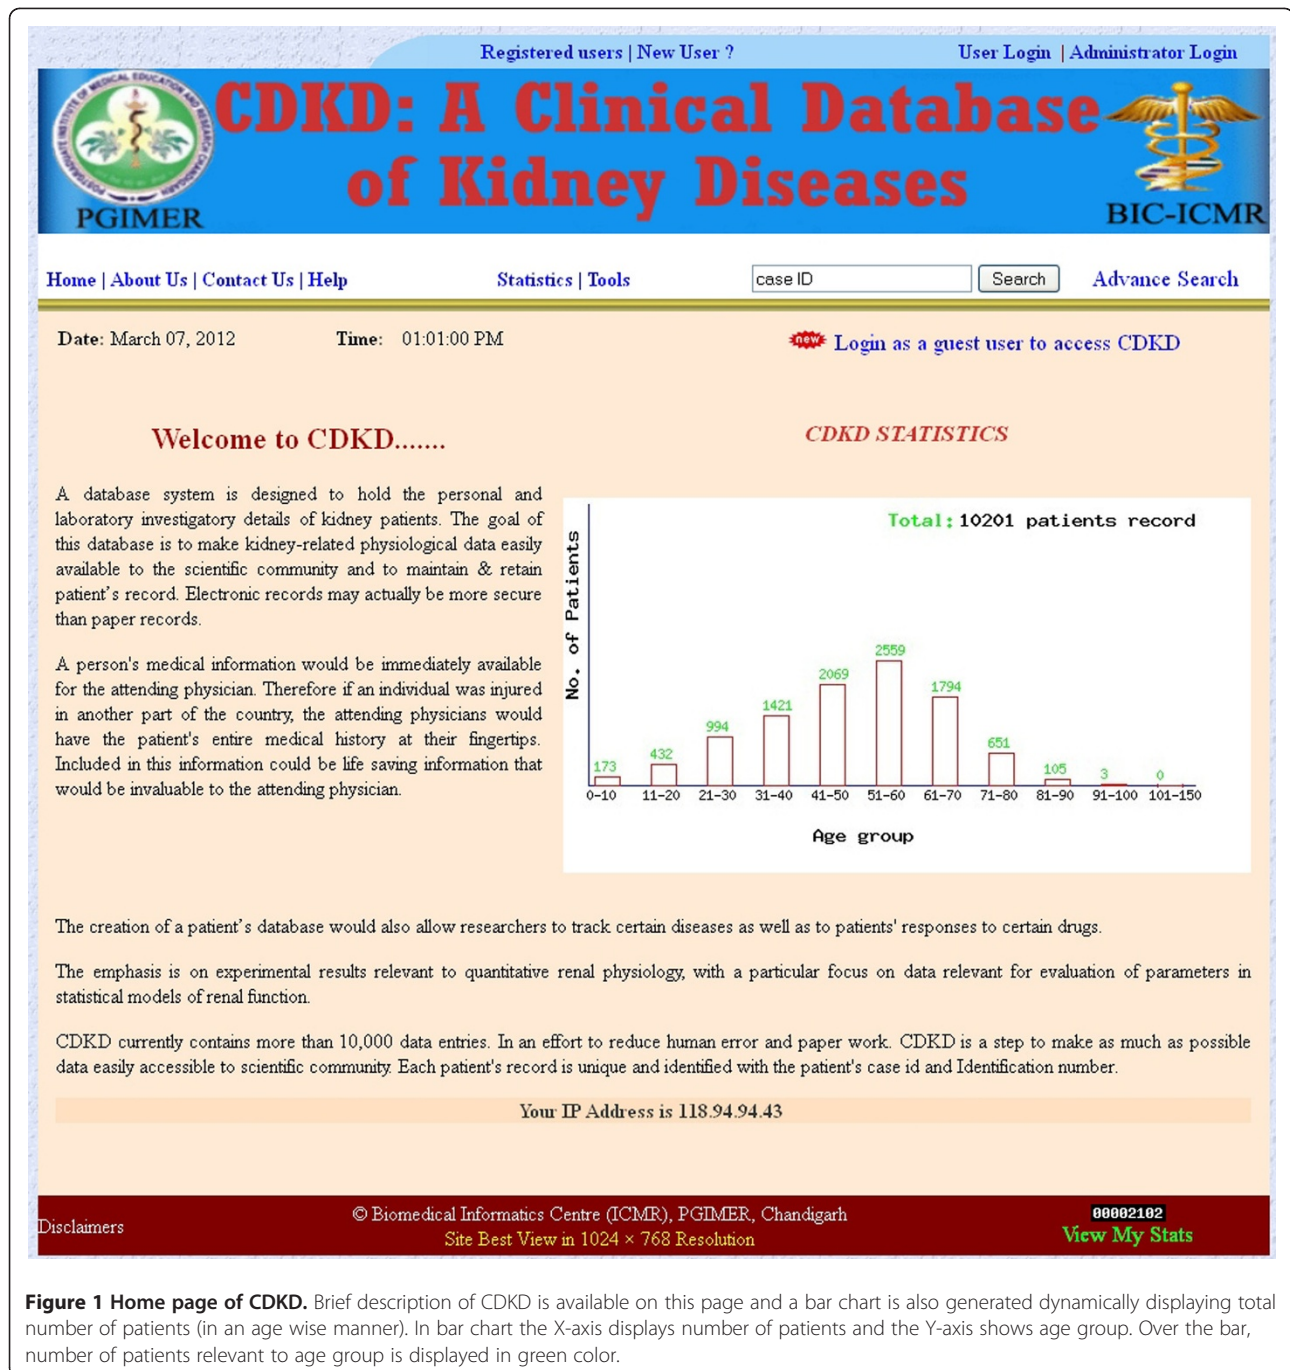 Registered users | New User ?
User Login | Administrator Login
POSTGRADUATE INSTITUTE OF MEDICAL EDUCATION AND RESEARCH CHANDIGARH
PGIMER
CDKD: A Clinical Database
of Kidney Diseases
BIC-ICMR
Home | About Us | Contact Us | Help
Statistics | Tools
case ID
Search
Advance Search
Date: March 07, 2012
Time: 01:01:00 PM
new Login as a guest user to access CDKD
Welcome to CDKD.......
A database system is designed to hold the personal and
laboratory investigatory details of kidney patients. The goal of
this database is to make kidney-related physiological data easily
available to the scientific community and to maintain & retain
patient's record. Electronic records may actually be more secure
than paper records.
A person's medical information would be immediately available
for the attending physician. Therefore if an individual was injured
in another part of the country, the attending physicians would
have the patient's entire medical history at their fingertips.
Included in this information could be life saving information that
would be invaluable to the attending physician.
CDKD STATISTICS
Total: 10201 patients record
No. of Patients
173
432
994
1421
2069
2559
1794
651
105
3
0
0-10
11-20
21-30
31-40
41-50
51-60
61-70
71-80
81-90
91-100
101-150
Age group
The creation of a patient's database would also allow researchers to track certain diseases as well as to patients' responses to certain drugs.
The emphasis is on experimental results relevant to quantitative renal physiology, with a particular focus on data relevant for evaluation of parameters in
statistical models of renal function.
CDKD currently contains more than 10,000 data entries. In an effort to reduce human error and paper work. CDKD is a step to make as much as possible
data easily accessible to scientific community. Each patient's record is unique and identified with the patient's case id and Identification number.
Your IP Address is 118.94.94.43
Disclaimers
© Biomedical Informatics Centre (ICMR), PGIMER, Chandigarh
Site Best View in 1024 × 768 Resolution
00002102
View My Stats
Figure 1 Home page of CDKD. Brief description of CDKD is available on this page and a bar chart is also generated dynamically displaying total
number of patients (in an age wise manner). In bar chart the X-axis displays number of patients and the Y-axis shows age group. Over the bar,
number of patients relevant to age group is displayed in green color.